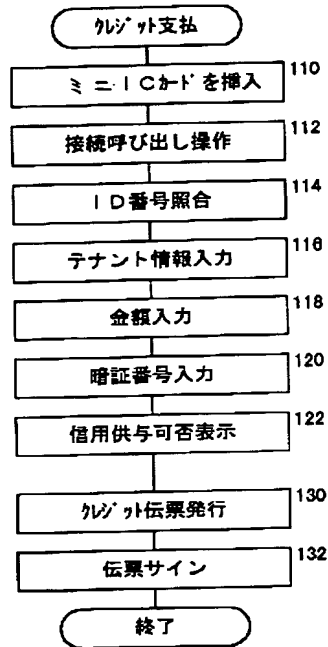 クレジット支払
ミニ・ICカードを挿入
110
接続呼び出し操作
112
ID番号照合
114
テナント情報入力
116
金額入力
118
暗証番号入力
120
信用供与可否表示
122
クレジット伝票発行
130
伝票サイン
132
終了